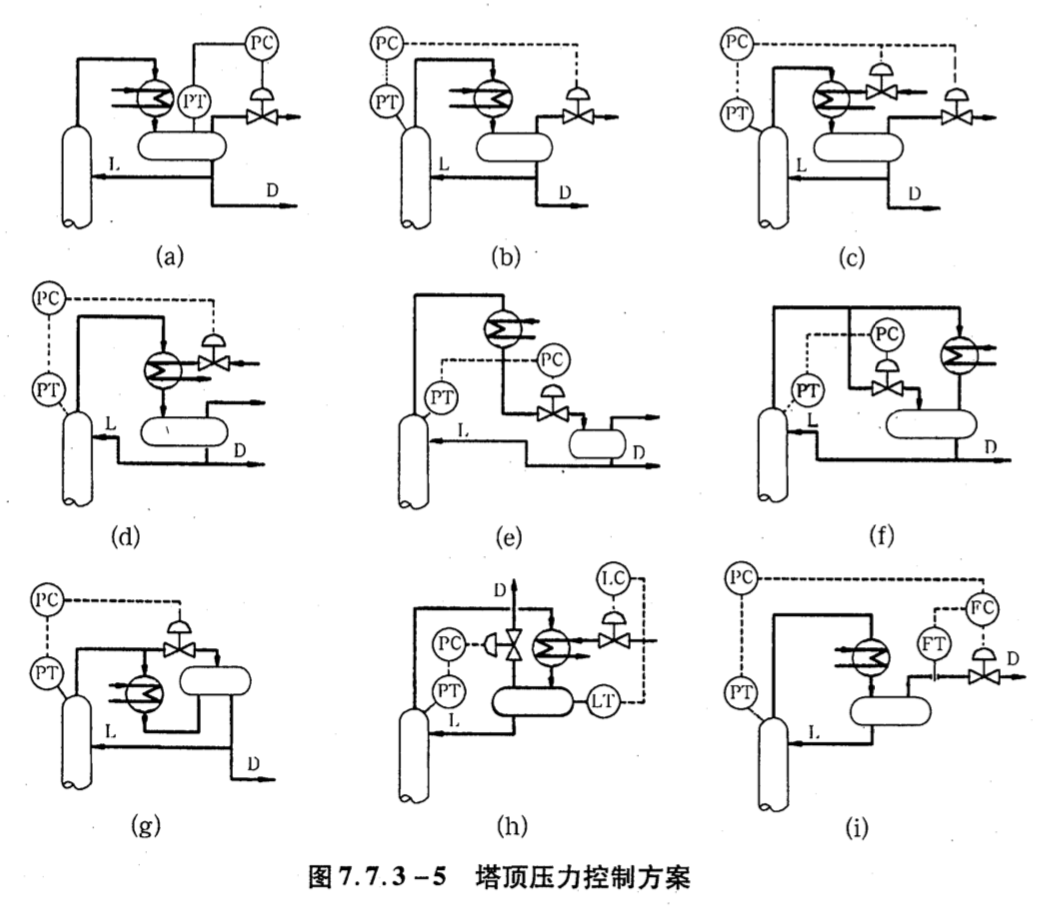 PC PC PC
PT PT PT
L D L D L D
(a) (b) (c)
PC PC PC
PT PT PT
L D L D L D
(d) (e) (f)
PC D LC PC
PC FT FC D
PT PT LT PT
L D L L
(g) (h) (i)
图7.7.3-5 塔顶压力控制方案